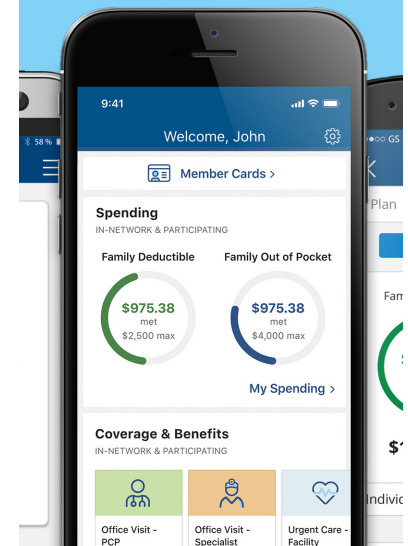 9:41
Welcome, John
Member Cards >
Spending
IN-NETWORK & PARTICIPATING
Family Deductible
Family Out of Pocket
$975.38
met
$2,500 max
$975.38
met
$4,000 max
My Spending >
Coverage & Benefits
IN-NETWORK & PARTICIPATING
Office Visit -
PCP
Office Visit -
Specialist
Urgent Care -
Facility
58%
GS
Plan